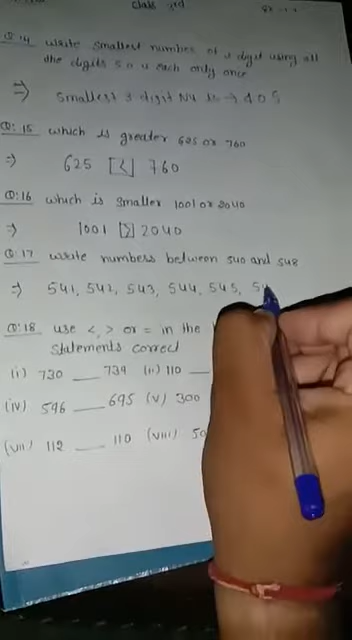 Class 3rd
Q:14 write smallest number of 3 digit using all
the digits 5 0 4 each only once
⇒ Smallest 3 digit No is → 405
Q:15 which is greater 625 or 760
⇒ 625 [<] 760
Q:16 which is smaller 1001 or 2040
⇒ 1001 [>] 2040
Q:17 write numbers between 540 and 548
⇒ 541, 542, 543, 544, 545, 54
Q:18 use <, > or = in the
statements correct
(i) 730 ___ 739 (ii) 110 ___
(iv) 596 ___ 695 (v) 300
(vii) 112 ___ 110 (viii) 50